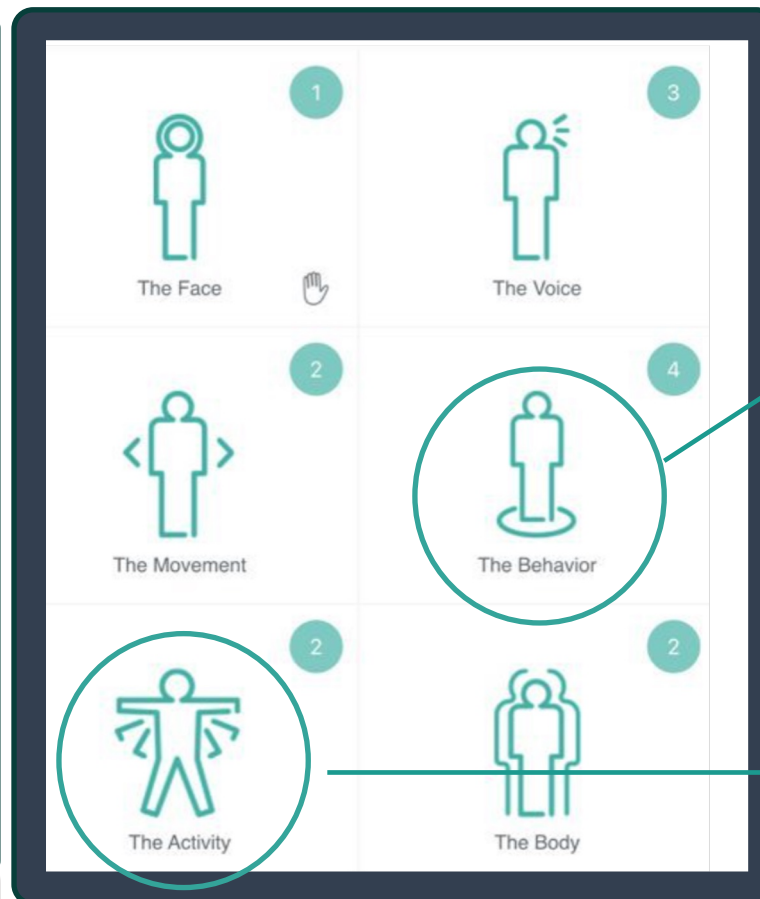 1
The Face
3
The Voice
2
The Movement
4
The Behavior
2
The Activity
2
The Body